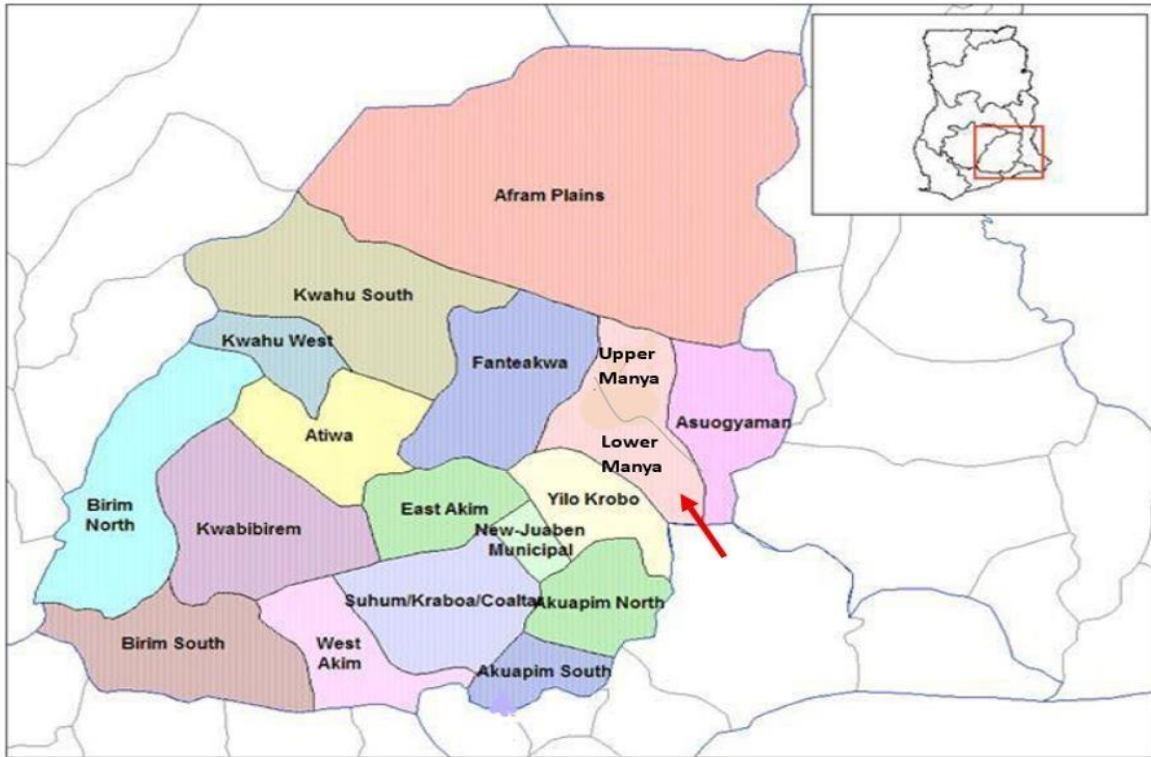 Afram Plains
Kwahu South
Kwahu West
Fanteakwa
Upper
Manya
Asuogyaman
Atiwa
Lower
Manya
Birim
North
Kwabibirem
East Akim
Yilo Krobo
New-Juaben
Municipal
Suhum/Kraboa/Coaltar
Akuapim North
Birim South
West
Akim
Akuapim South